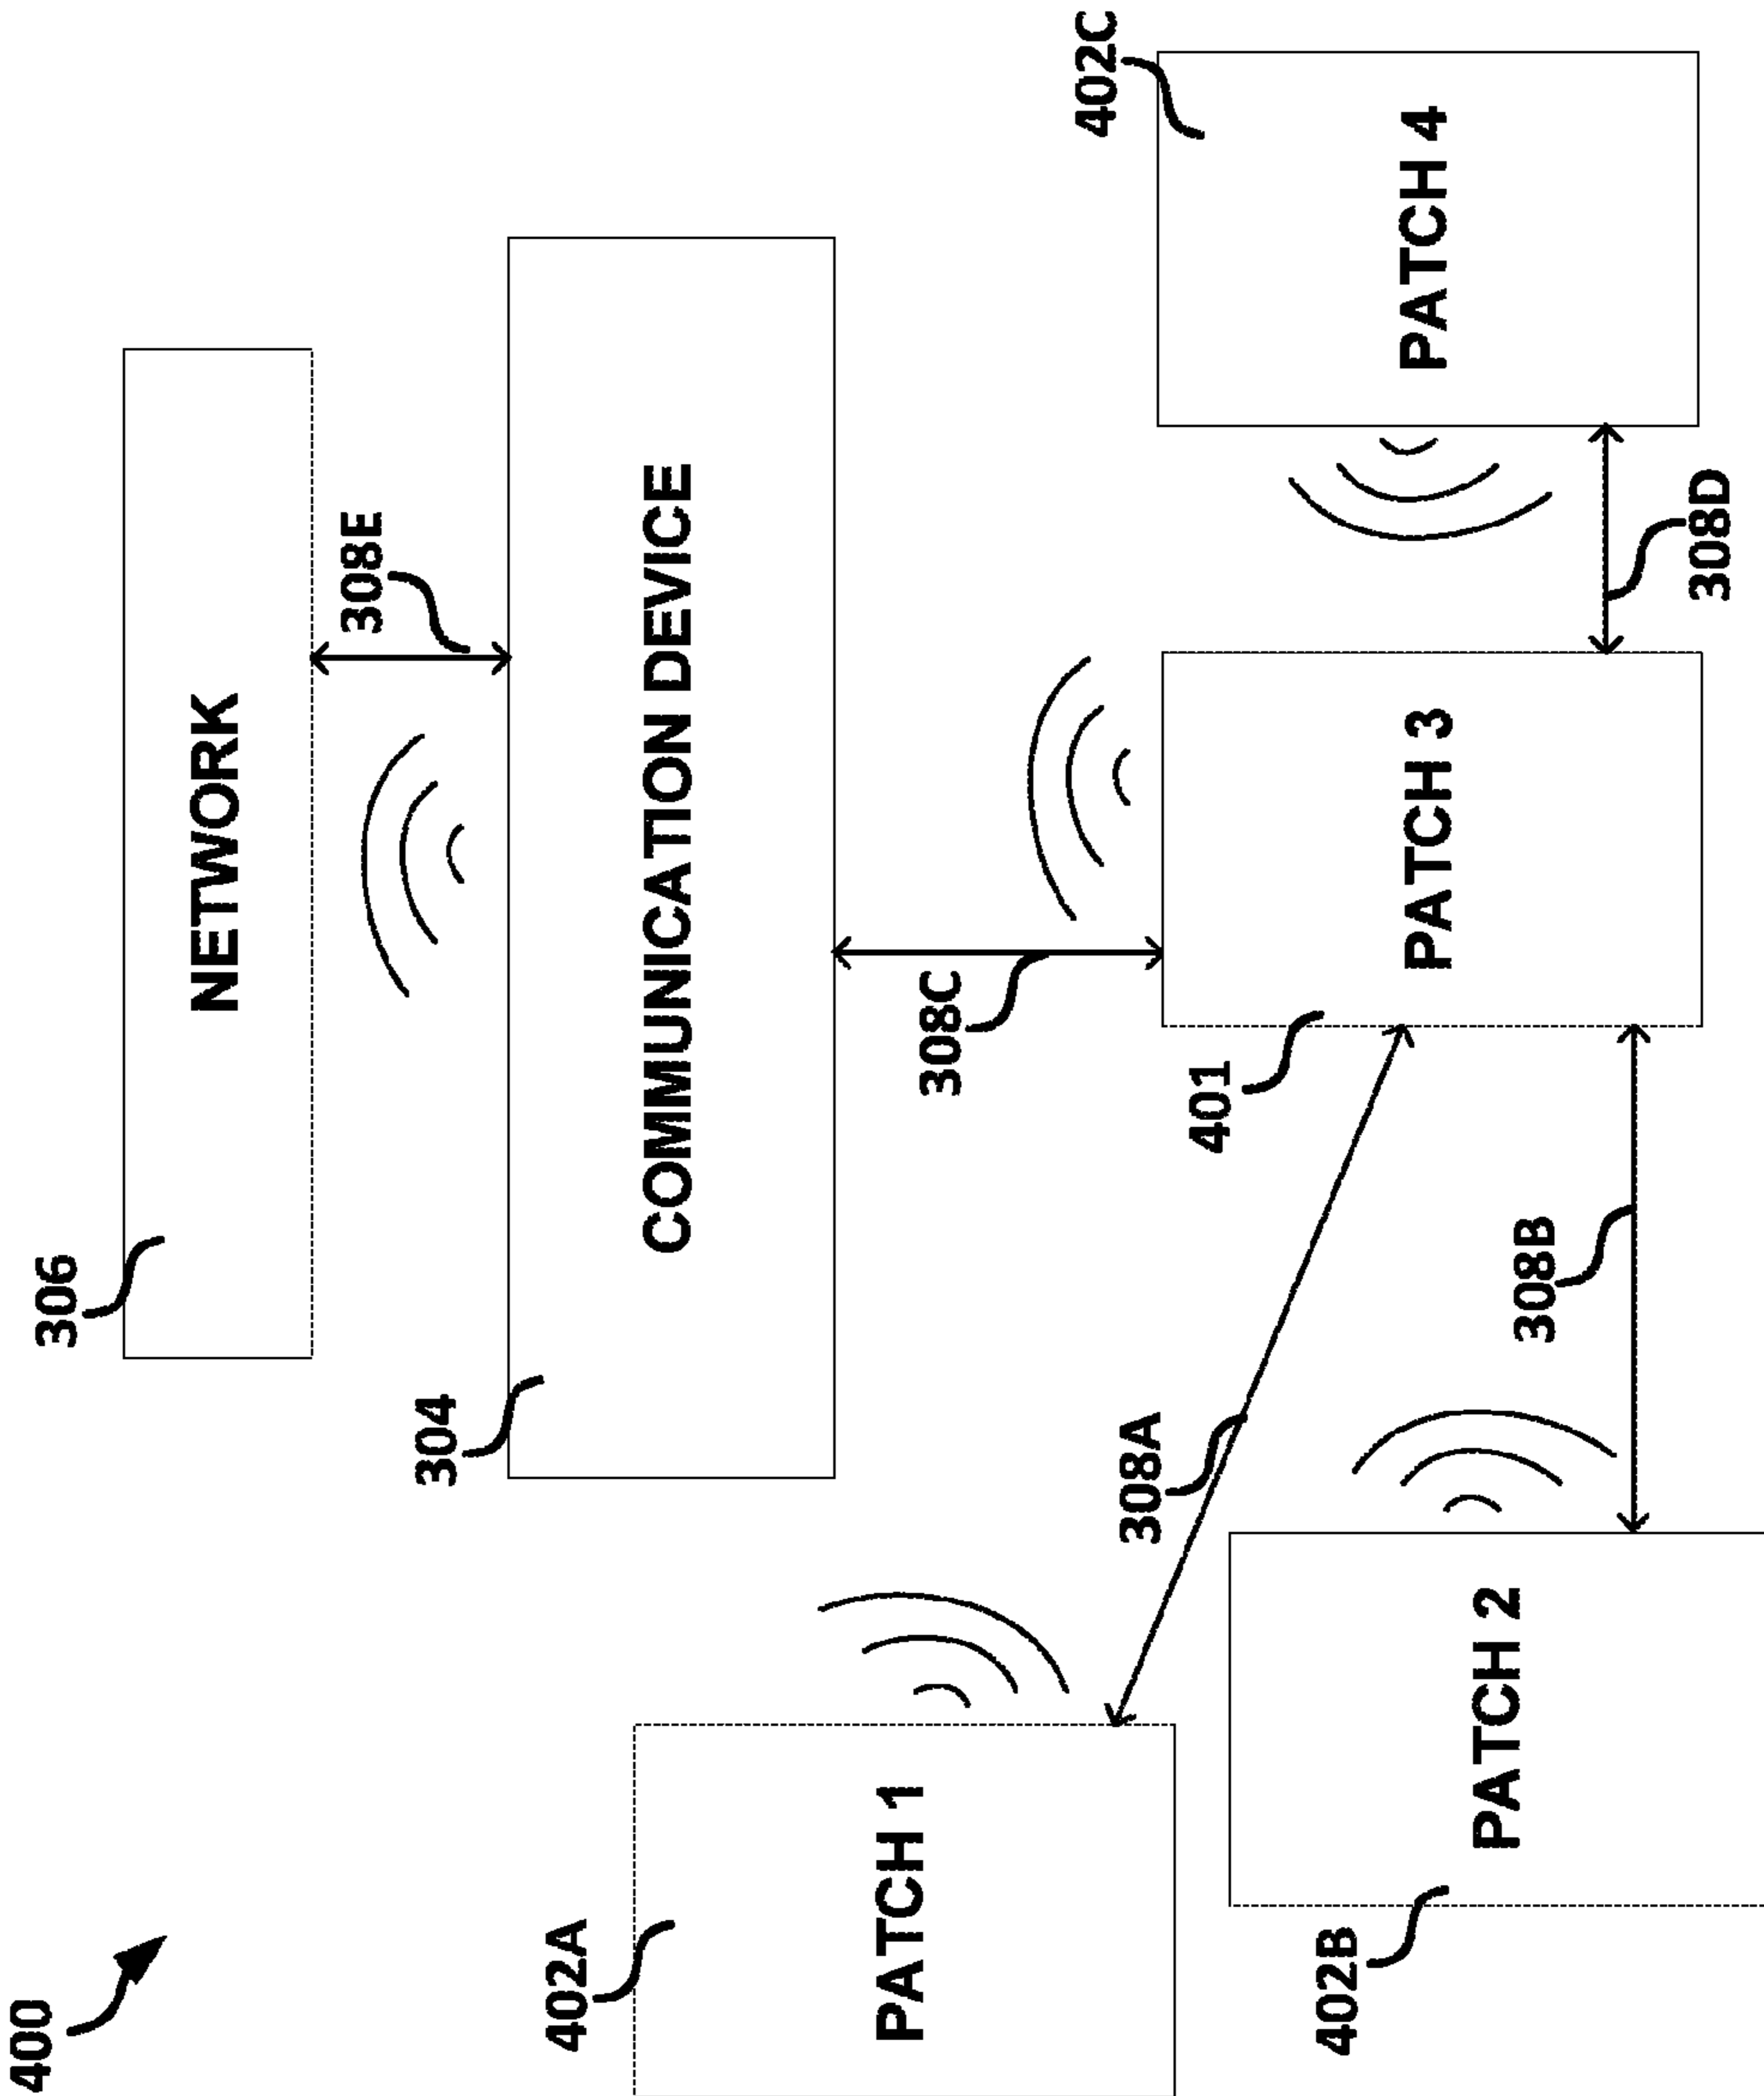 400
306
NETWORK
308E
304
COMMUNICATION DEVICE
402A
PATCH 1
308A
308C
401
PATCH 3
402C
PATCH 4
402B
PATCH 2
308B
308D